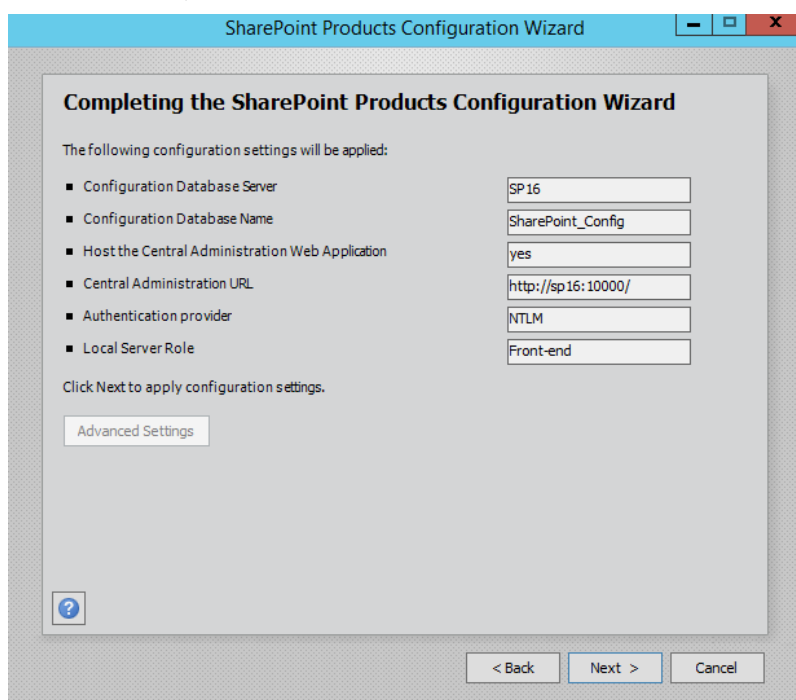 SharePoint Products Configuration Wizard
Completing the SharePoint Products Configuration Wizard
The following configuration settings will be applied:
Configuration Database Server SP16
Configuration Database Name SharePoint_Config
Host the Central Administration Web Application yes
Central Administration URL http://sp16:10000/
Authentication provider NTLM
Local Server Role Front-end
Click Next to apply configuration settings.
Advanced Settings
?
< Back Next > Cancel